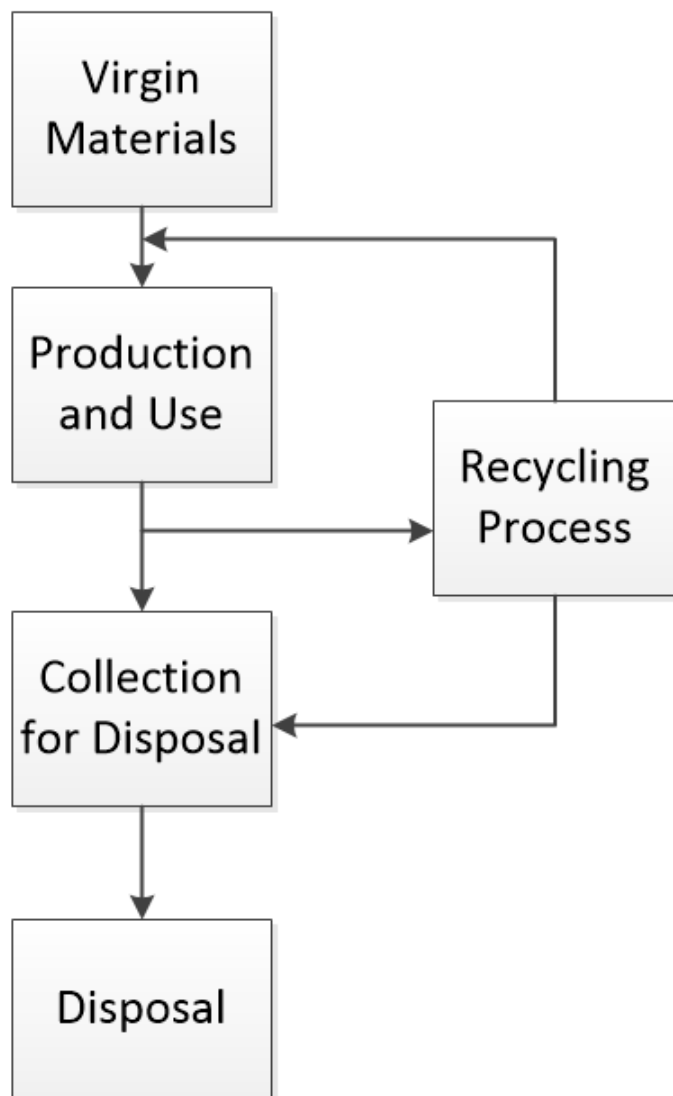 Virgin
Materials
Production
and Use
Recycling
Process
Collection
for Disposal
Disposal